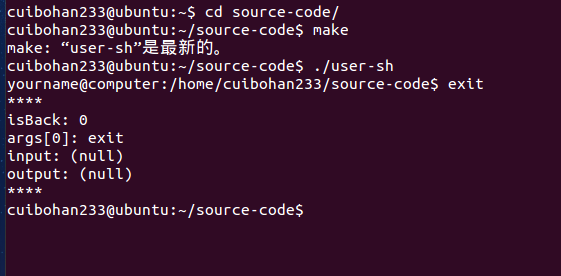 cuibohan233@ubuntu:~$ cd source-code/
cuibohan233@ubuntu:~/source-code$ make
make: “user-sh”是最新的。
cuibohan233@ubuntu:~/source-code$ ./user-sh
yourname@computer:/home/cuibohan233/source-code$ exit
****
isBack: 0
args[0]: exit
input: (null)
output: (null)
****
cuibohan233@ubuntu:~/source-code$